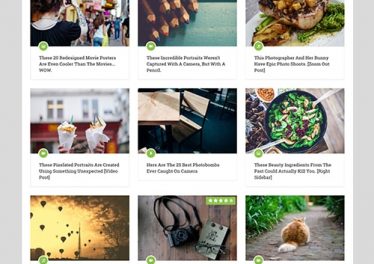 These 20 Redesigned Movie Posters
Are Even Cooler Than The Movies...
WOW.
These Incredible Portraits Weren't
Captured With A Camera, But With A
Pencil.
This Photographer And Her Bunny
Have Epic Photo Shoots [Zoom Out
Post]
These Pixelated Portraits Are Created
Using Something Unexpected [Video
Post]
Here Are The 25 Best Photobombs
Ever Caught On Camera
These Beauty Ingredients From The
Past Could Actually Kill You. [Right
Sidebar]